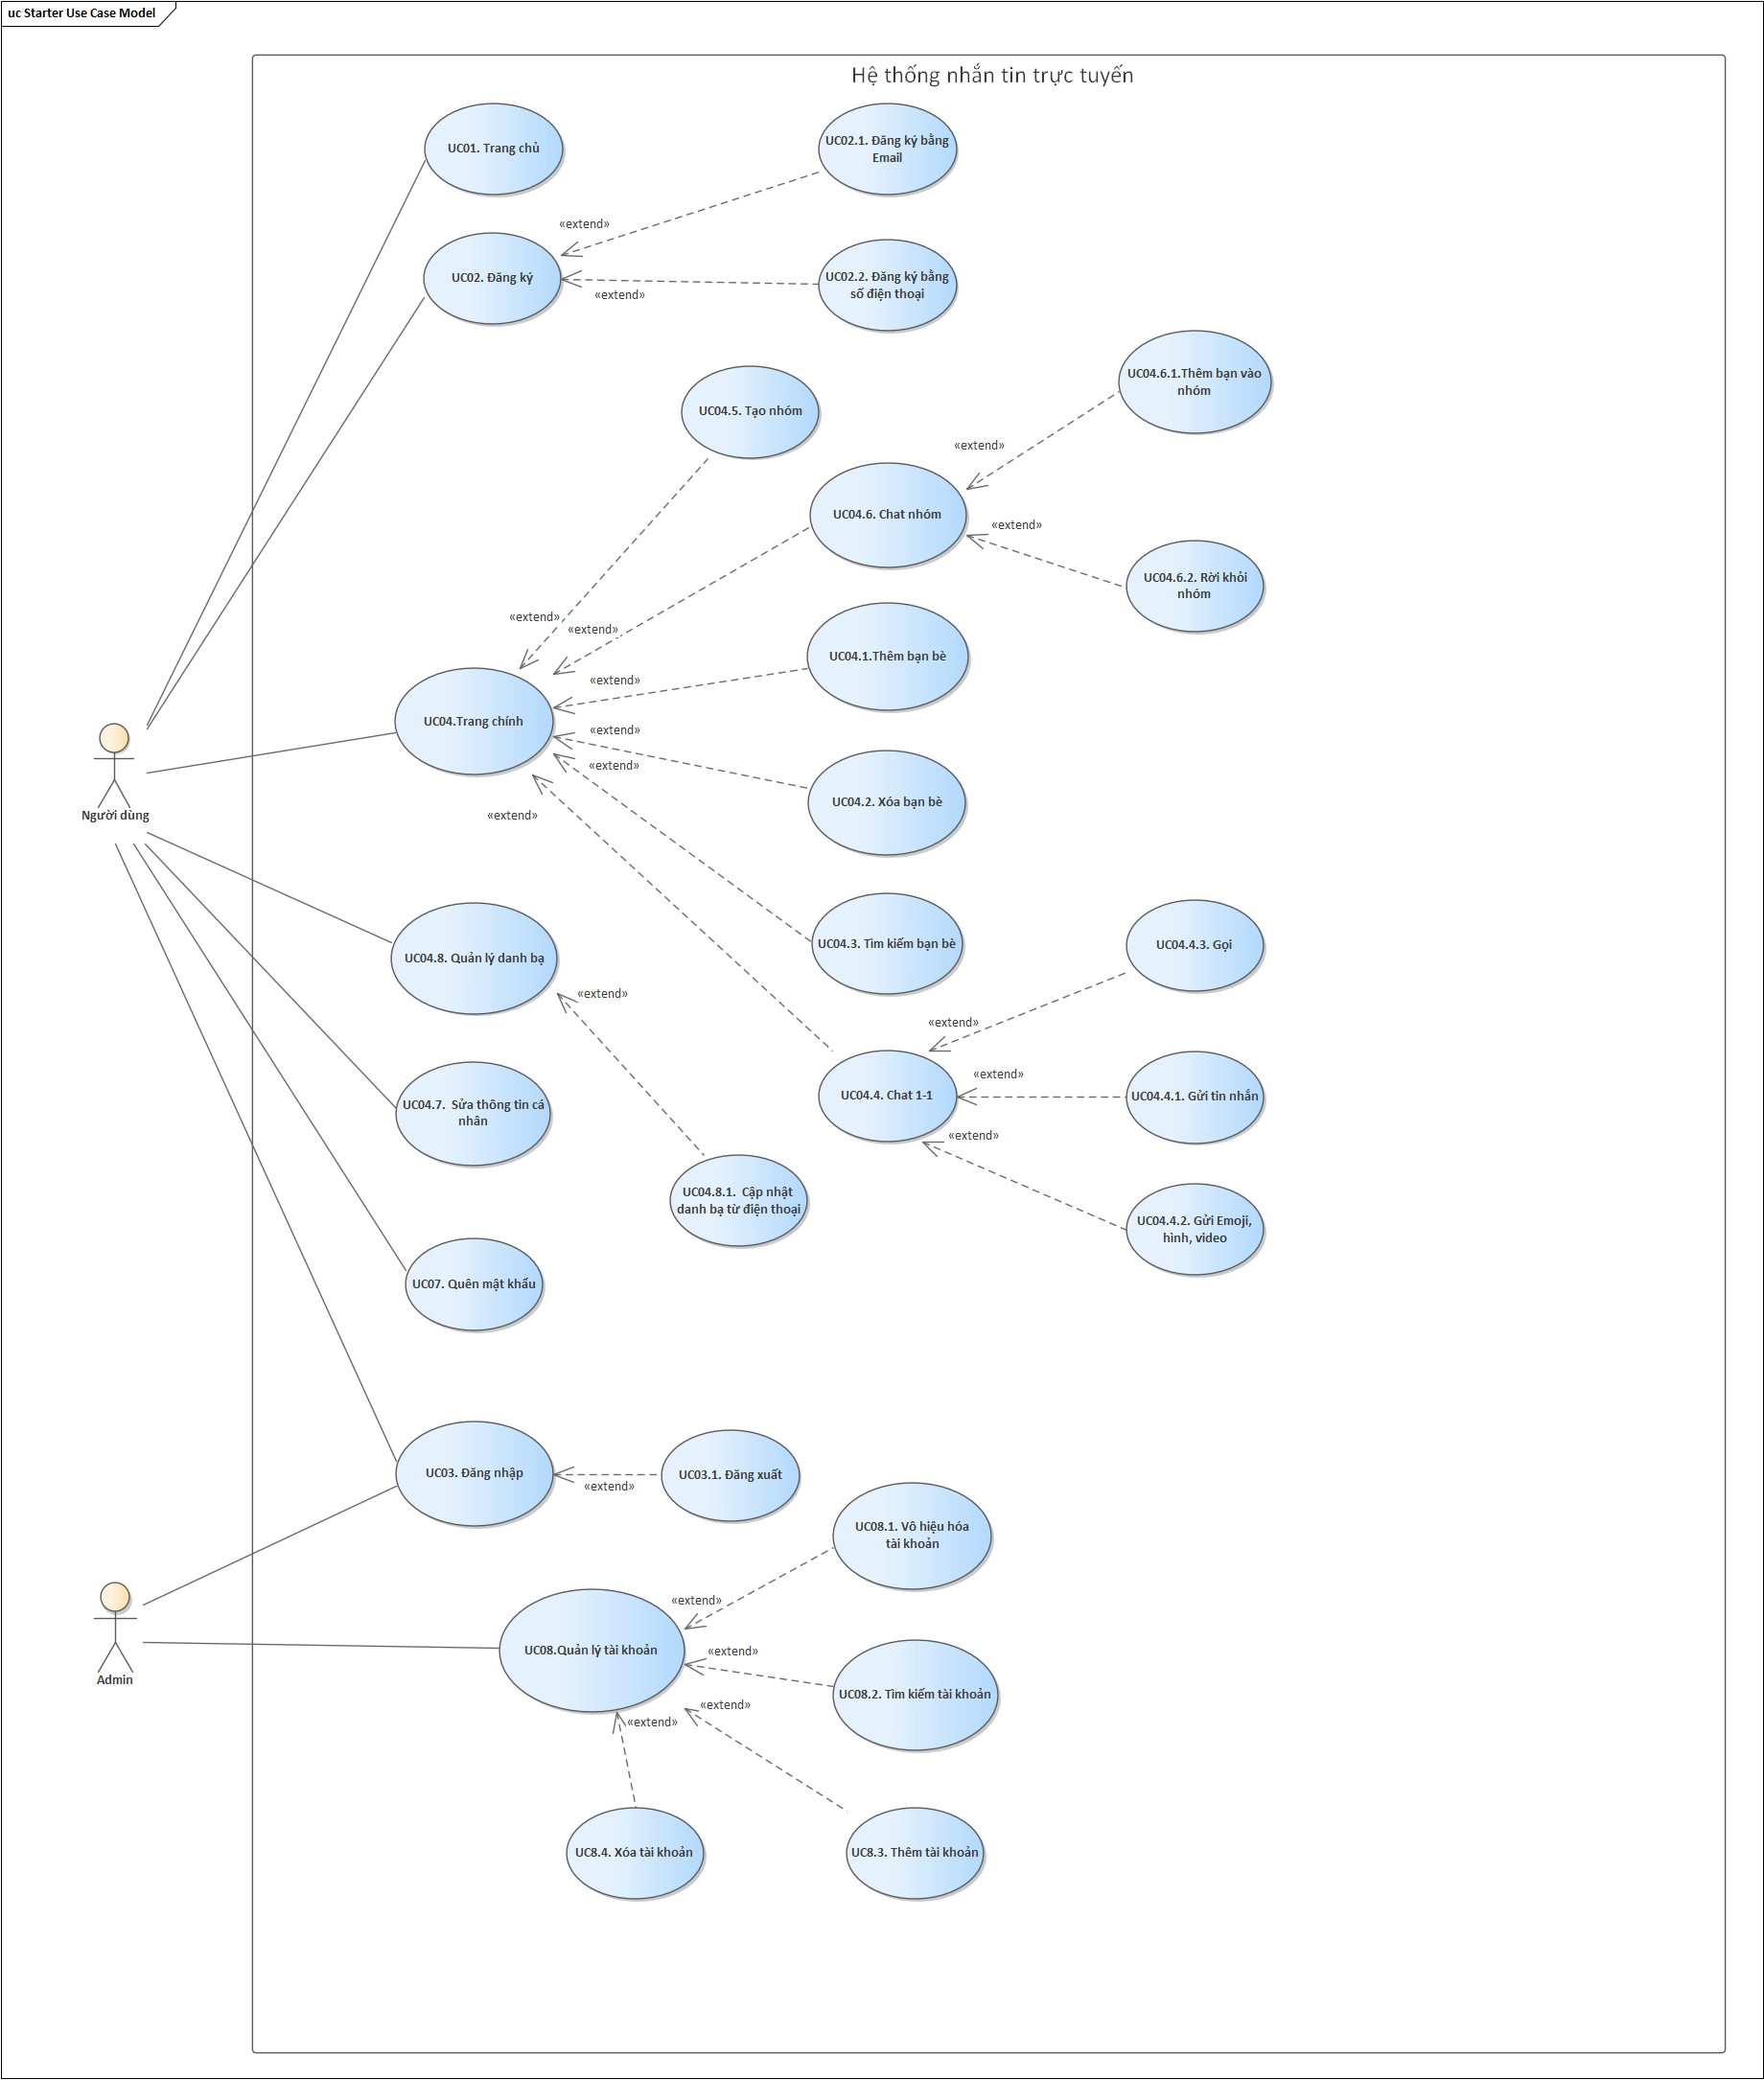 uc Starter Use Case Model
Hệ thống nhắn tin trực tuyến
UC01. Trang chủ
UC02.1. Đăng ký bằng
Email
«extend»
UC02. Đăng ký
UC02.2. Đăng ký bằng
số điện thoại
«extend»
UC04.6.1.Thêm bạn vào
nhóm
UC04.5. Tạo nhóm
«extend»
UC04.6. Chat nhóm
«extend»
UC04.6.2. Rời khỏi
nhóm
«extend»
«extend»
UC04.1.Thêm bạn bè
«extend»
UC04.Trang chính
«extend»
«extend»
UC04.2. Xóa bạn bè
«extend»
Người dùng
UC04.3. Tìm kiếm bạn bè
UC04.4.3. Gọi
UC04.8. Quản lý danh bạ
«extend»
«extend»
«extend»
UC04.4. Chat 1-1
UC04.4.1. Gửi tin nhắn
UC04.7.  Sửa thông tin cá
nhân
«extend»
UC04.8.1.  Cập nhật
danh bạ từ điện thoại
UC04.4.2. Gửi Emoji,
hình, video
UC07. Quên mật khẩu
UC03. Đăng nhập
UC03.1. Đăng xuất
«extend»
UC08.1. Vô hiệu hóa
tài khoản
«extend»
UC08.Quản lý tài khoản
«extend»
Admin
UC08.2. Tìm kiếm tài khoản
«extend»
«extend»
UC8.4. Xóa tài khoản
UC8.3. Thêm tài khoản